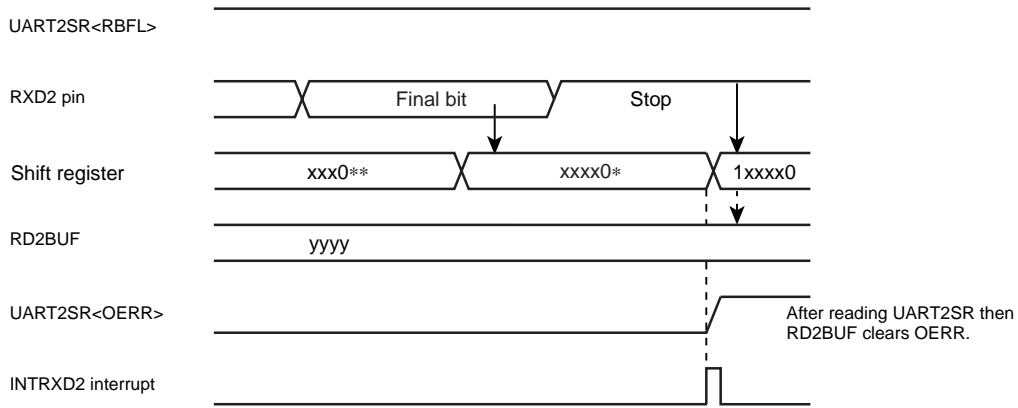 UART2SR<RBFL>
RXD2 pin
Final bit
Stop
Shift register
xxx0**
xxxx0*
1xxxx0
RD2BUF
yyyy
UART2SR<OERR>
After reading UART2SR then
RD2BUF clears OERR.
INTRXD2 interrupt